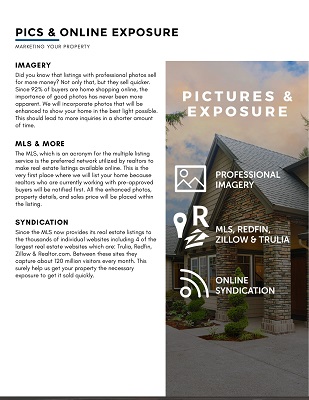 PICS & ONLINE EXPOSURE
MARKETING YOUR PROPERTY
IMAGERY
Did you know that listings with professional photos sell
for more money? Not only that, but they sell quicker.
Since 92% of buyers are home shopping online, the
importance of good photos has never been more
apparent. We will incorporate photos that will be
enhanced to show your home in the best light possible.
This should lead to more inquiries in a shorter amount
of time.
MLS & MORE
The MLS, which is an acronym for the multiple listing
service is the preferred network utilized by realtors to
make real estate listings available online. This is the
very first place where we will list your home because
realtors who are currently working with pre-approved
buyers will be notified first. All the enhanced photos,
property details, and sales price will be placed within
the listing.
SYNDICATION
Since the MLS now provides its real estate listings to
the thousands of individual websites including 4 of the
largest real estate websites which are: Trulia, Redfin,
Zillow & Realtor.com. Between these sites they
capture about 120 million visitors every month. This
surely help us get your property the necessary
exposure to get it sold quickly.
PICTURES &
EXPOSURE
PROFESSIONAL
IMAGERY
R
MLS, REDFIN,
ZILLOW & TRULIA
ONLINE
SYNDICATION